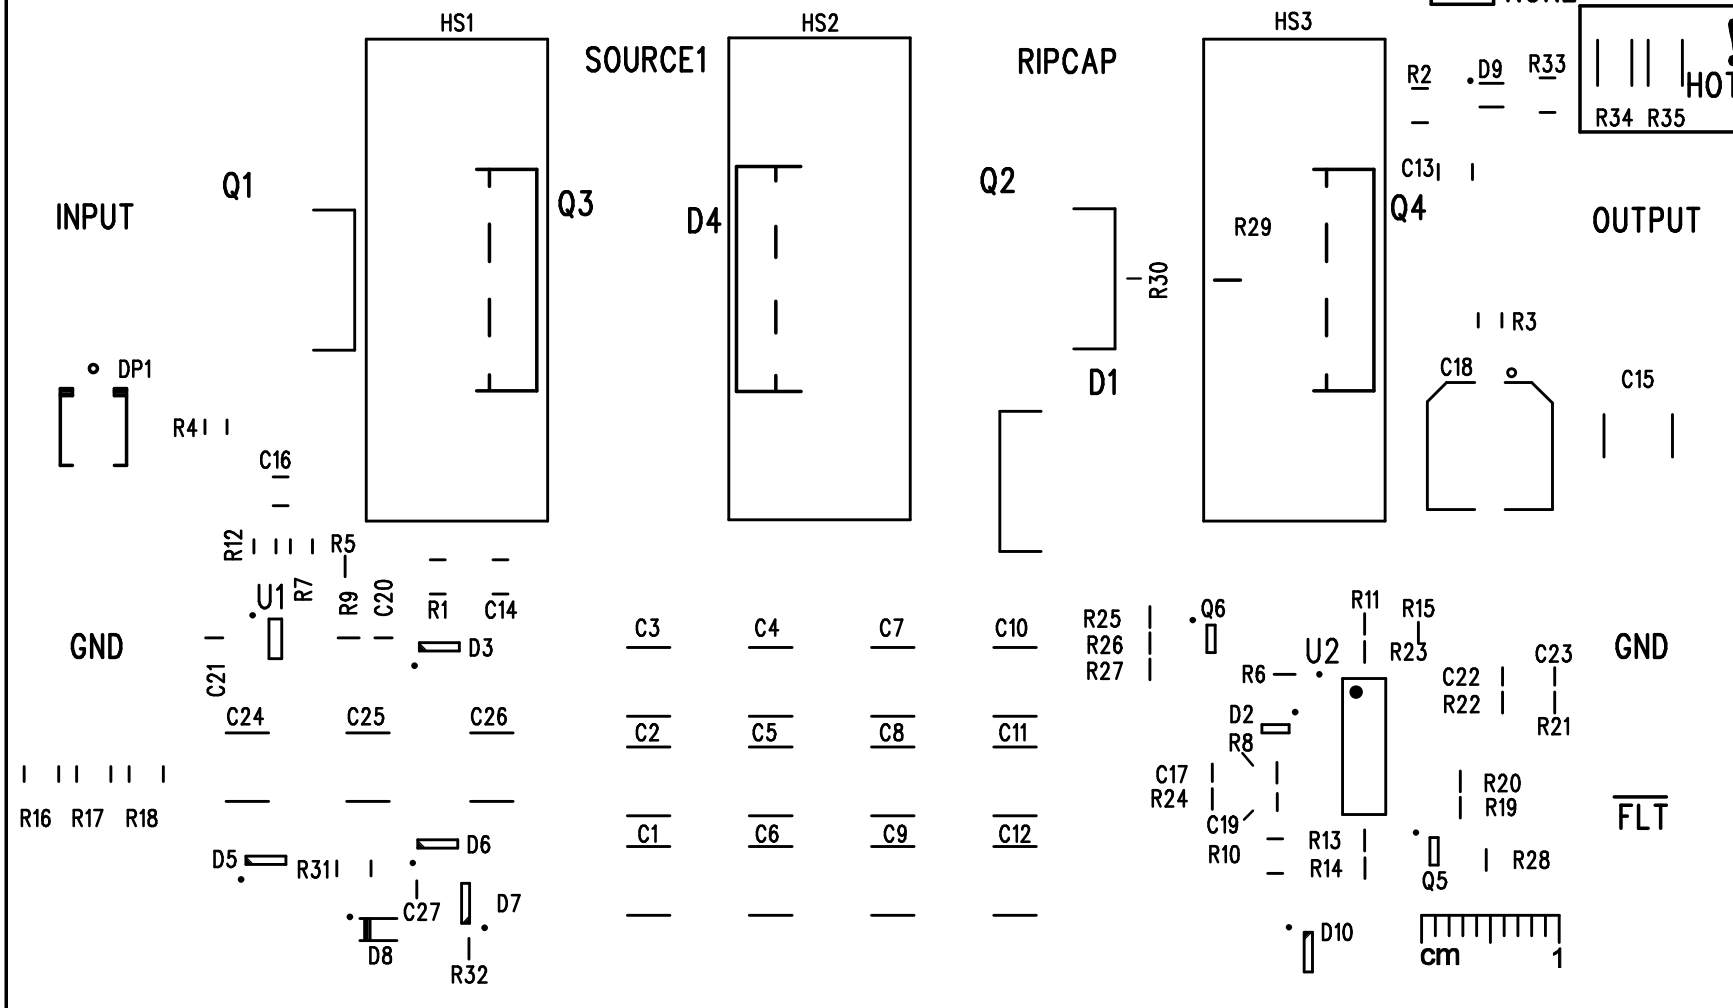 HS1
HS2
HS3
SOURCE1
RIPCAP
R2
D9
R33
R34 R35
C13
Q1
Q3
D4
Q2
Q4
INPUT
R29
OUTPUT
R30
R3
DP1
C18
C15
D1
R4
C16
R12
R5
R7
R9
C20
U1
R1
C14
R11
R15
Q6
R25
C3
C4
C7
C10
R26
R27
GND
D3
U2
R23
GND
C21
R6
C22
C23
R22
R21
C24
C25
C26
D2
R8
C2
C5
C8
C11
C17
R24
R20
R19
R16 R17 R18
FLT
C19
C1
C6
C9
C12
D6
D5
R31
R10
R13
R14
R28
Q5
C27
D7
D10
D8
R32
cm 1